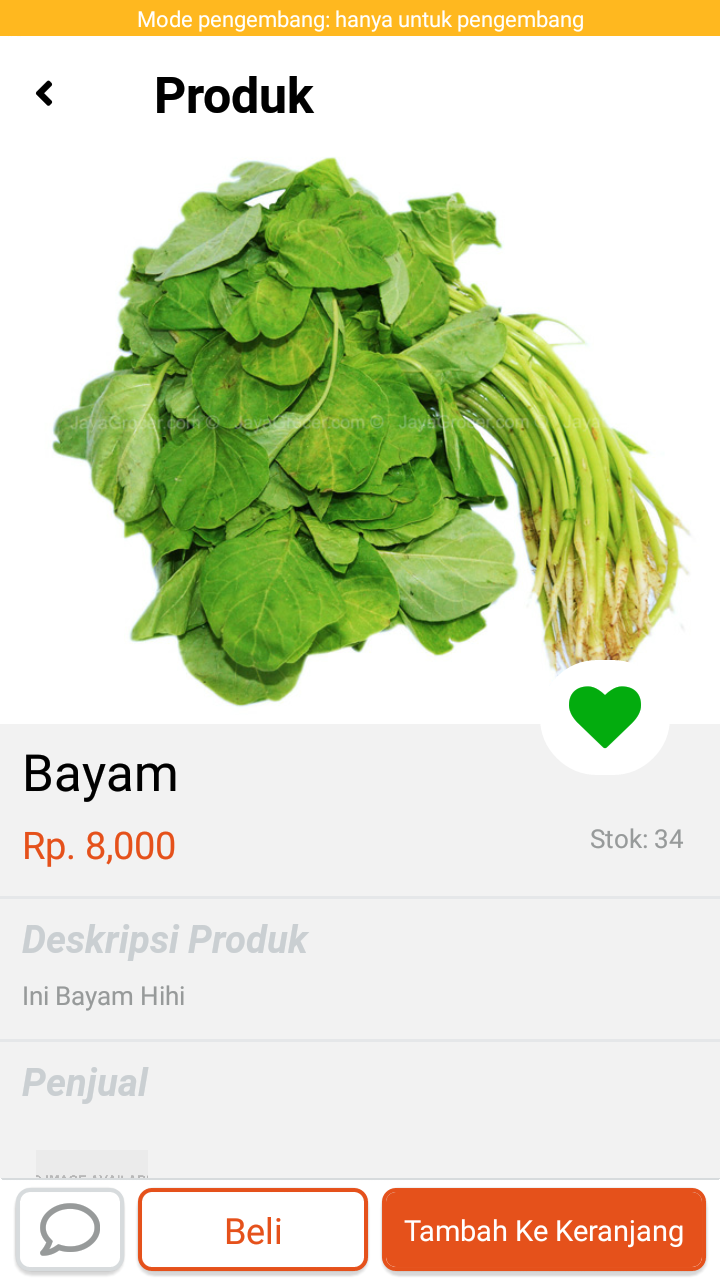 Mode pengembang: hanya untuk pengembang
Produk
JayaGrocer.com © JayaGrocer.com © JayaGrocer.com © Jaya
Bayam
Rp. 8,000
Stok: 34
Deskripsi Produk
Ini Bayam Hihi
Penjual
Beli
Tambah Ke Keranjang